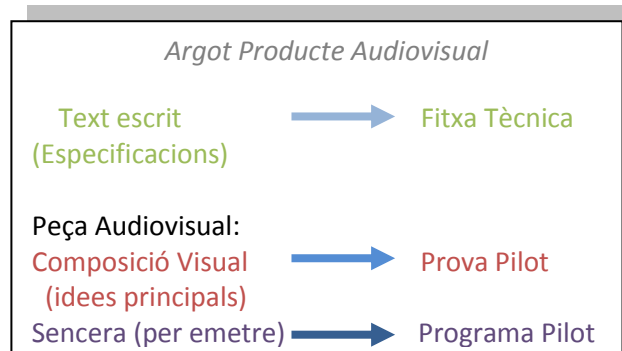 Argot Producte Audiovisual
Text escrit Fitxa Tècnica
(Especificacions)
Peça Audiovisual:
Composició Visual Prova Pilot
(idees principals)
Sencera (per emetre) Programa Pilot